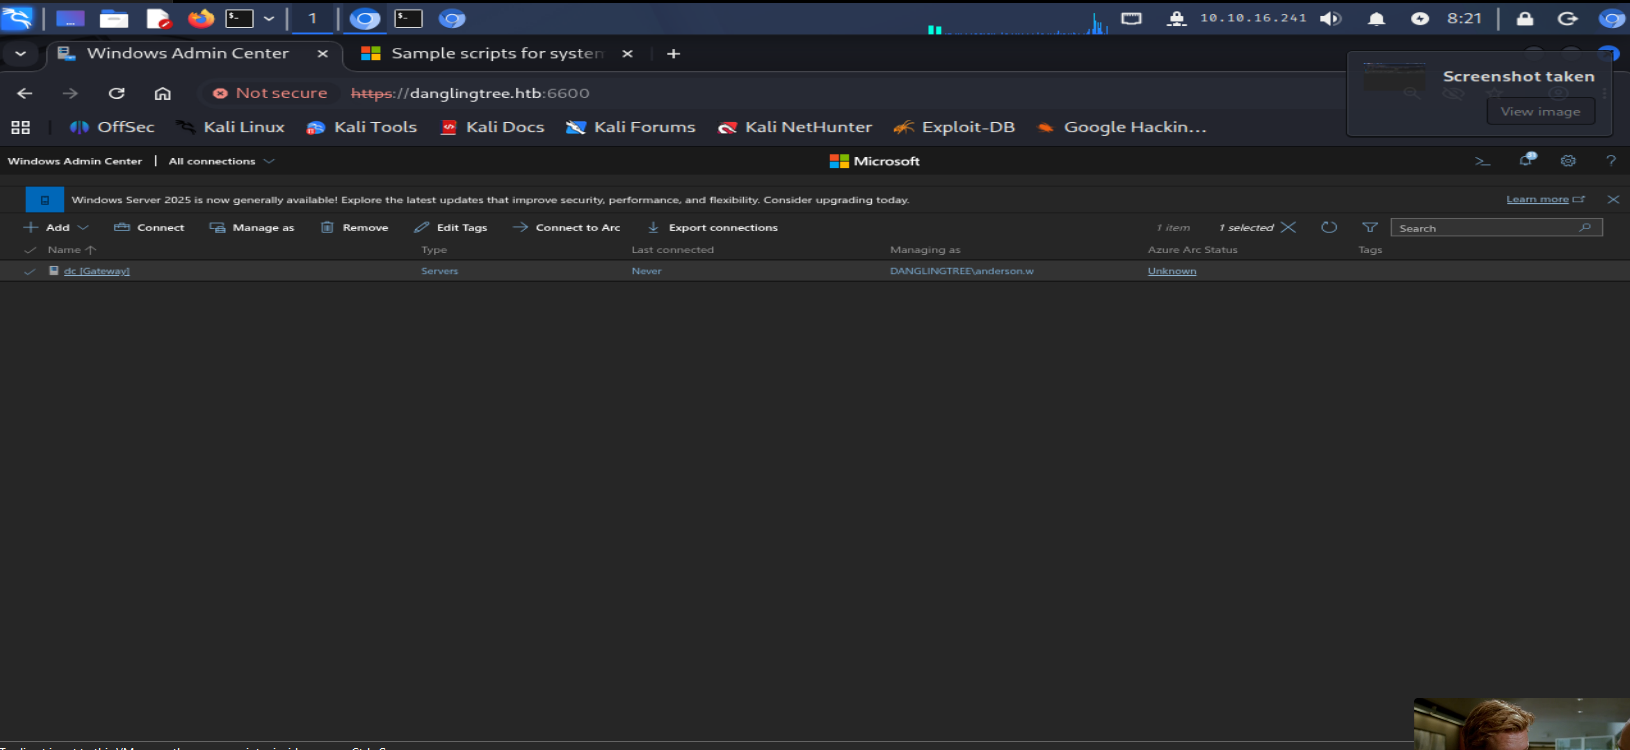 1
10.10.16.241
8:21
Windows Admin Center
Sample scripts for system
Screenshot taken
View image
Not secure
https://danglingtree.htb:6600
OffSec
Kali Linux
Kali Tools
Kali Docs
Kali Forums
Kali NetHunter
Exploit-DB
Google Hackin...
Windows Admin Center | All connections
Microsoft
Windows Server 2025 is now generally available! Explore the latest updates that improve security, performance, and flexibility. Consider upgrading today.
Learn more
Add
Connect
Manage as
Remove
Edit Tags
Connect to Arc
Export connections
1 item
1 selected
Search
Name
Type
Last connected
Managing as
Azure Arc Status
Tags
dc [Gateway]
Servers
Never
DANGLINGTREE\anderson.w
Unknown